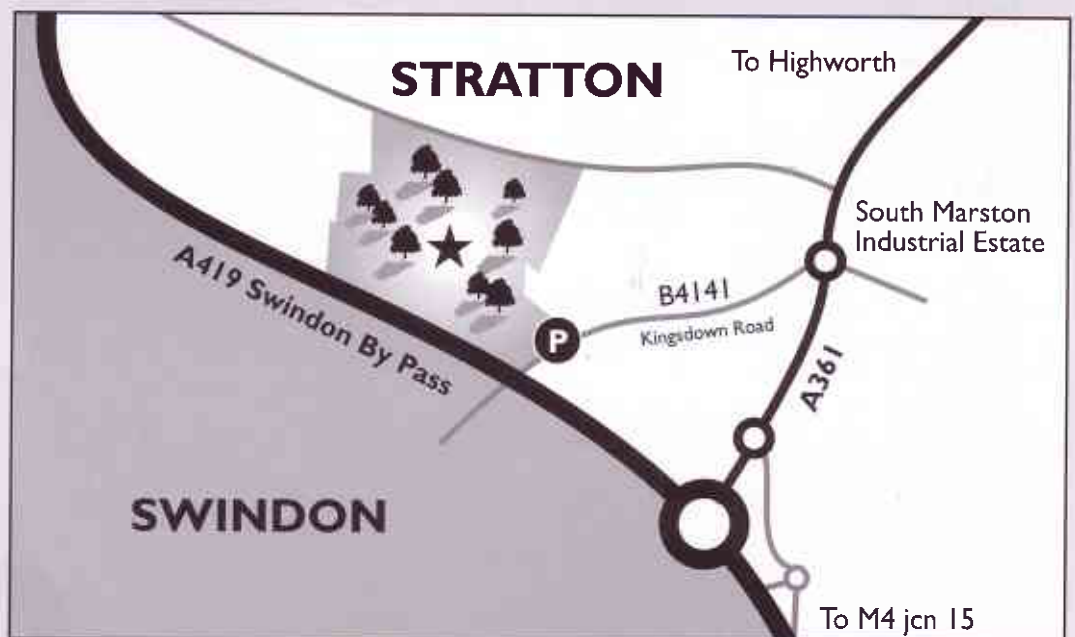 STRATTON
To Highworth
South Marston
Industrial Estate
A419 Swindon By Pass
B4141
Kingsdown Road
P
A361
SWINDON
To M4 jcn 15